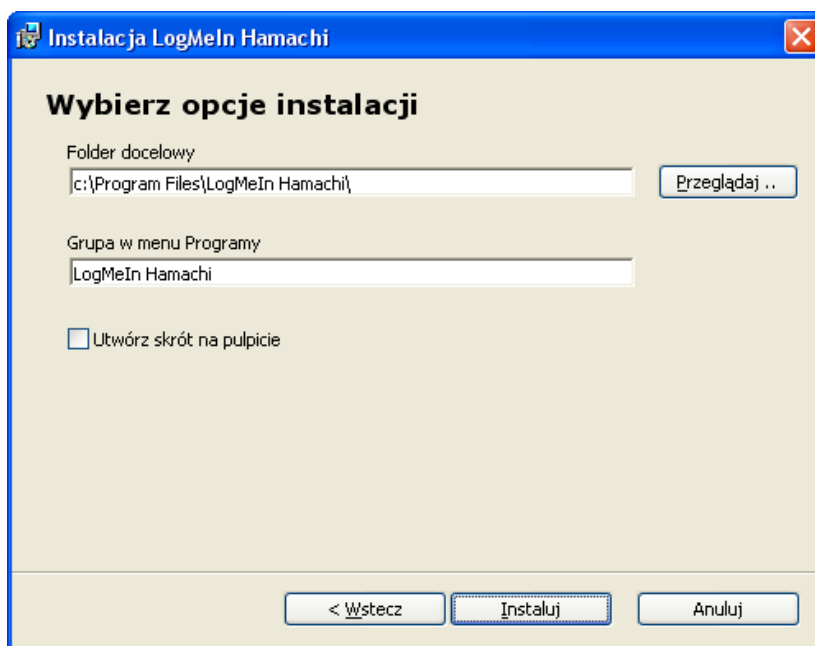 Instalacja LogMeIn Hamachi
Wybierz opcje instalacji
Folder docelowy
c:\Program Files\LogMeIn Hamachi\
Przeglądaj ..
Grupa w menu Programy
LogMeIn Hamachi
Utwórz skrót na pulpicie
< Wstecz
Instaluj
Anuluj